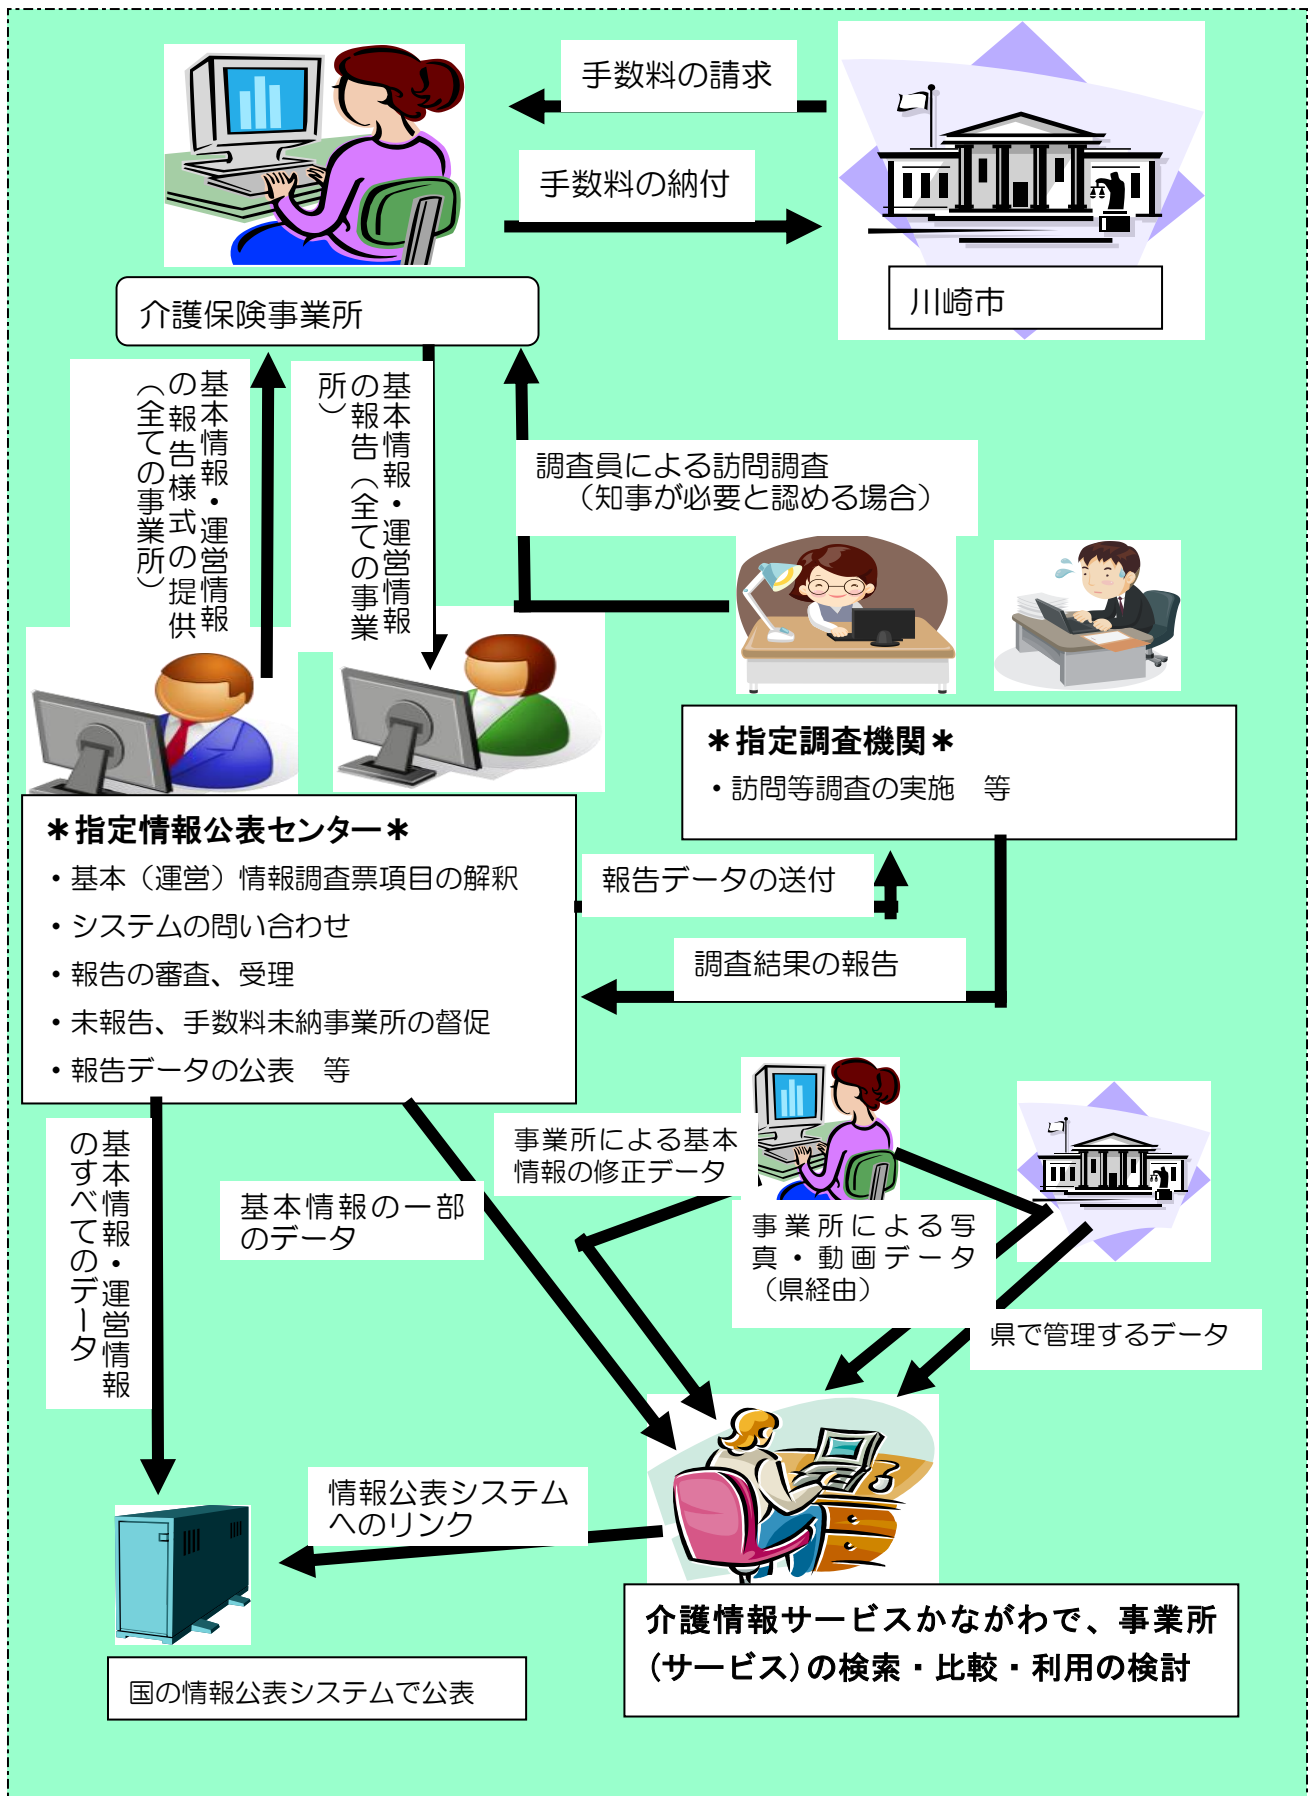 手数料の請求
手数料の納付
川崎市
介護保険事業所
基本情報・運営情報
の報告様式の提供
（全ての事業所）
基本情報・運営情報
の報告（全ての事業
所）
調査員による訪問調査
（知事が必要と認める場合）
＊指定調査機関＊
・訪問等調査の実施　等
＊指定情報公表センター＊
・基本（運営）情報調査票項目の解釈
・システムの問い合わせ
・報告の審査、受理
・未報告、手数料未納事業所の督促
・報告データの公表　等
報告データの送付
調査結果の報告
基本情報・運営情報
のすべてのデータ
基本情報の一部
のデータ
事業所による基本
情報の修正データ
事業所による写
真・動画データ
（県経由）
県で管理するデータ
情報公表システム
へのリンク
介護情報サービスかながわで、事業所
(サービス)の検索・比較・利用の検討
国の情報公表システムで公表